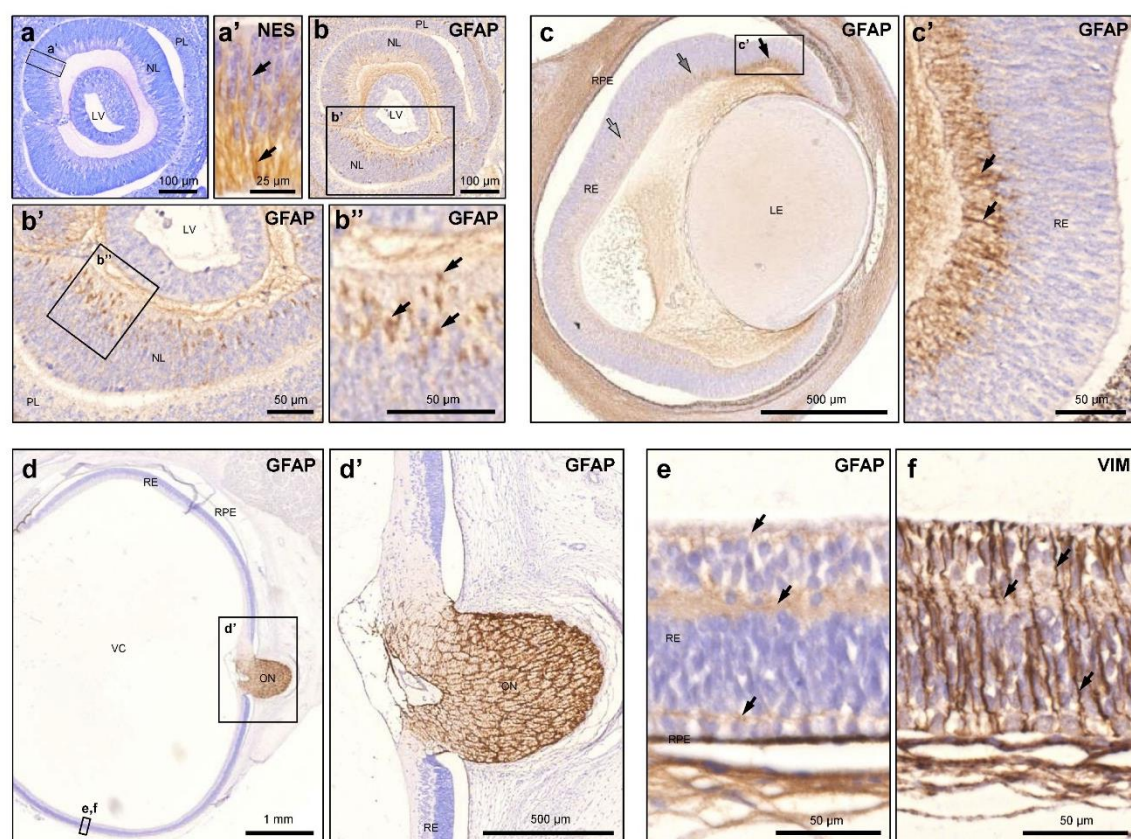 a
a'
PL
NL
LV
100 µm
a'
NES
25 µm
b
GFAP
PL
NL
LV
b'
NL
100 µm
c
GFAP
c'
RPE
RE
LE
500 µm
c'
GFAP
RE
50 µm
b'
GFAP
LV
b''
NL
PL
50 µm
b''
GFAP
50 µm
d
GFAP
RE
RPE
d'
VC
ON
e,f
1 mm
d'
GFAP
ON
RE
500 µm
e
GFAP
RE
RPE
50 µm
f
VIM
50 µm